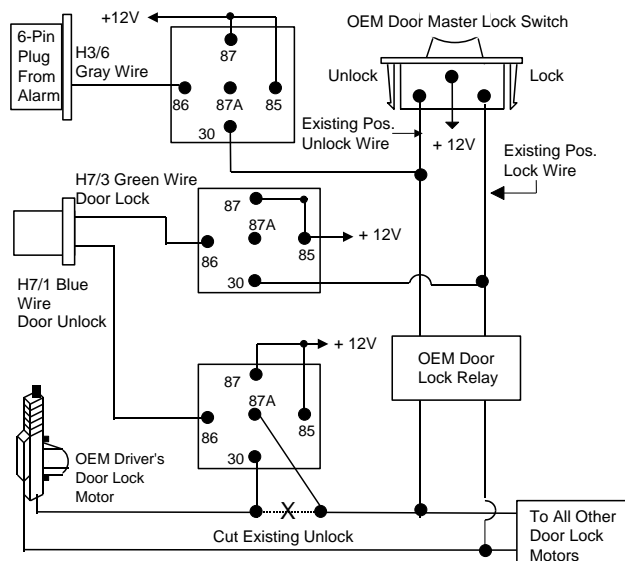 +12V
OEM Door Master Lock Switch
6-Pin
Plug
From
Alarm
H3/6
Gray Wire
87
86
87A
85
30
Unlock
Lock
Existing Pos.
Unlock Wire
+ 12V
Existing Pos.
Lock Wire
H7/3 Green Wire
Door Lock
87
87A
86
85
+ 12V
30
H7/1 Blue
Wire
Door Unlock
+ 12V
87
87A
86
85
30
OEM Door
Lock Relay
OEM Driver's
Door Lock
Motor
X
Cut Existing Unlock
To All Other
Door Lock
Motors